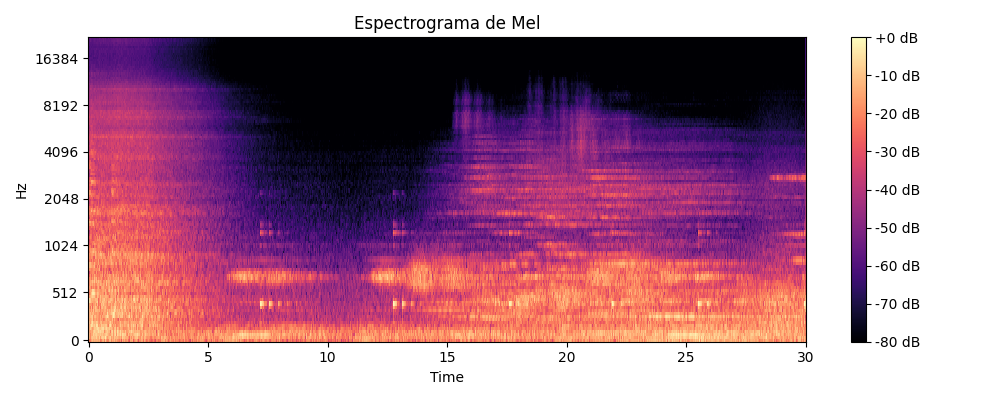 Espectrograma de Mel
Hz
16384
8192
4096
2048
1024
512
0
0 5 10 15 20 25 30
Time
+0 dB
-10 dB
-20 dB
-30 dB
-40 dB
-50 dB
-60 dB
-70 dB
-80 dB